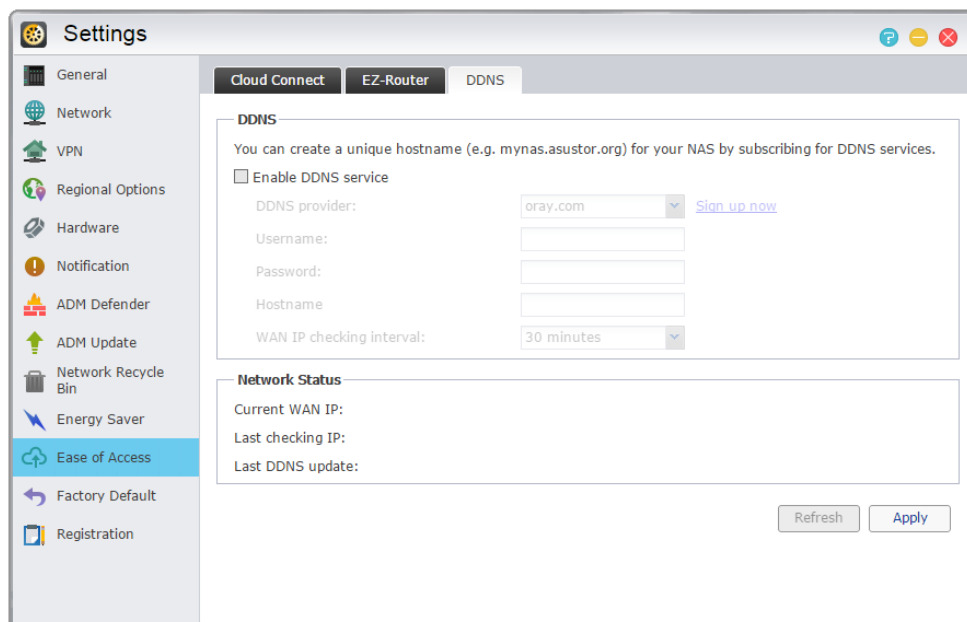 Settings
General
Network
VPN
Regional Options
Hardware
Notification
ADM Defender
ADM Update
Network Recycle
Bin
Energy Saver
Ease of Access
Factory Default
Registration
Cloud Connect EZ-Router DDNS
DDNS
You can create a unique hostname (e.g. mynas.asustor.org) for your NAS by subscribing for DDNS services.
Enable DDNS service
DDNS provider: oray.com Sign up now
Username:
Password:
Hostname
WAN IP checking interval: 30 minutes
Network Status
Current WAN IP:
Last checking IP:
Last DDNS update:
Refresh Apply